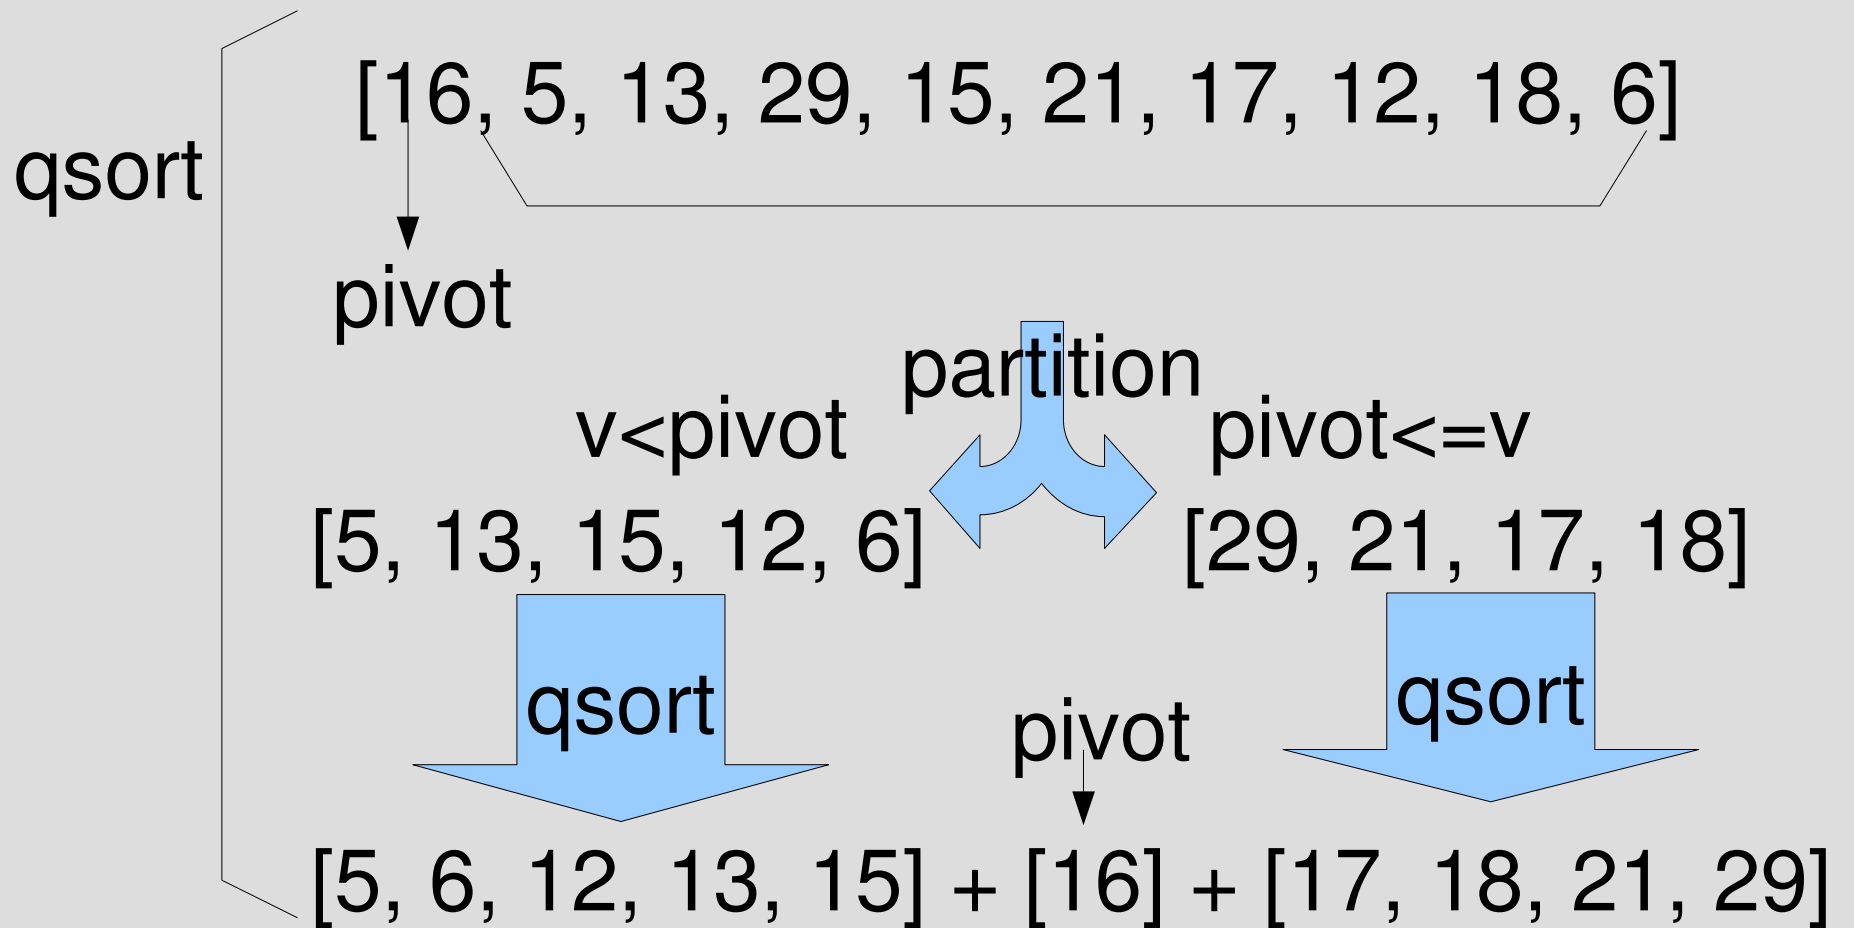 [16, 5, 13, 29, 15, 21, 17, 12, 18, 6]
qsort
pivot
partition
v<pivot
pivot<=v
[5, 13, 15, 12, 6]
[29, 21, 17, 18]
qsort
qsort
pivot
[5, 6, 12, 13, 15] + [16] + [17, 18, 21, 29]